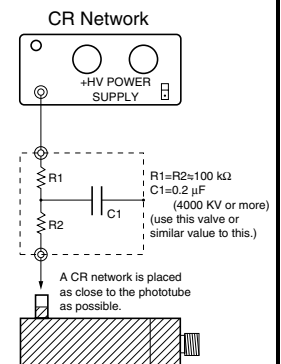 CR Network
+HV POWER
SUPPLY
R1
R1=R2≈100 kΩ
C1=0.2 µF
(4000 KV or more)
(use this valve or
similar value to this.)
C1
R2
A CR network is placed
as close to the phototube
as possible.